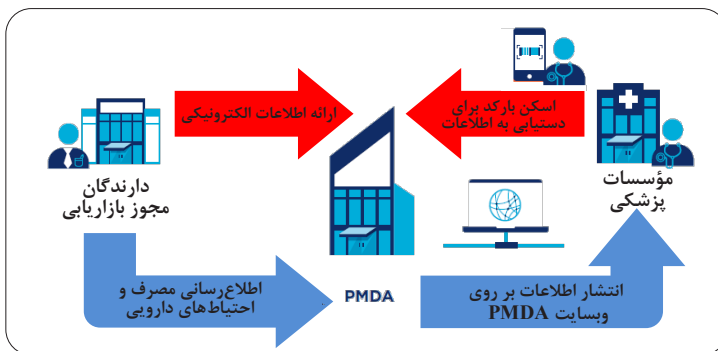 اسکن بارکد برای
دستیابی به اطلاعات
ارائه اطلاعات الکترونیکی
مؤسسات
پزشکی
دارندگان
مجوز بازاریابی
اطلاع‌رسانی مصرف و
احتیاط‌های دارویی
PMDA
انتشار اطلاعات بر روی
وبسایت PMDA